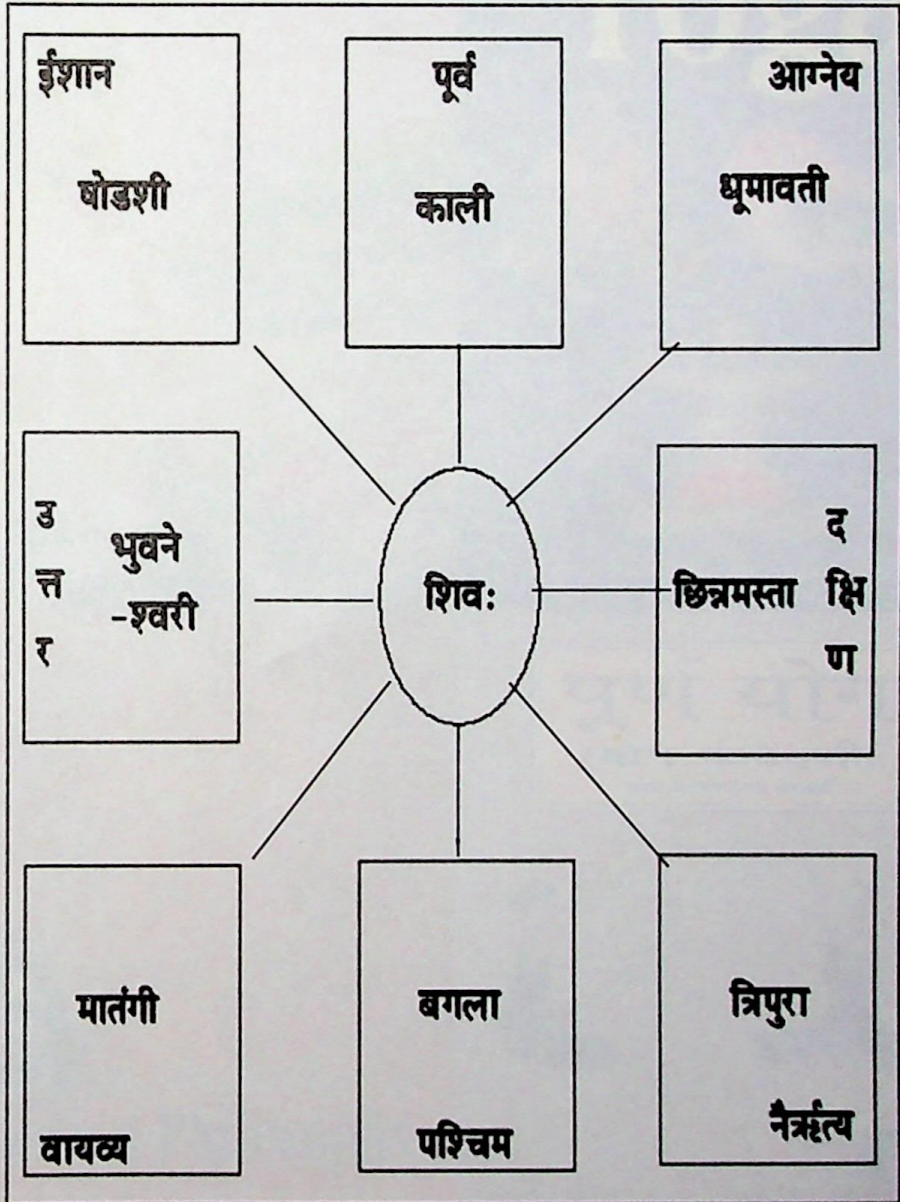 ईशान
षोडशी
पूर्व
काली
आग्नेय
धूमावती
उ
त्त
र
भुवने
-श्वरी
शिवः
छिन्नमस्ता
द
क्षि
ण
मातंगी
वायव्य
बगला
पश्चिम
त्रिपुरा
नैर्ऋत्य